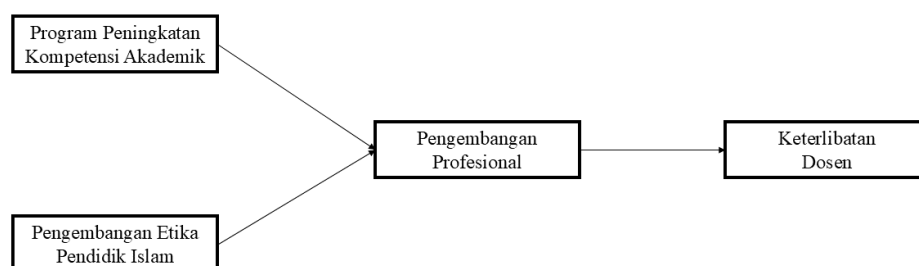 Program Peningkatan
Kompetensi Akademik
Pengembangan
Profesional
Keterlibatan
Dosen
Pengembangan Etika
Pendidik Islam